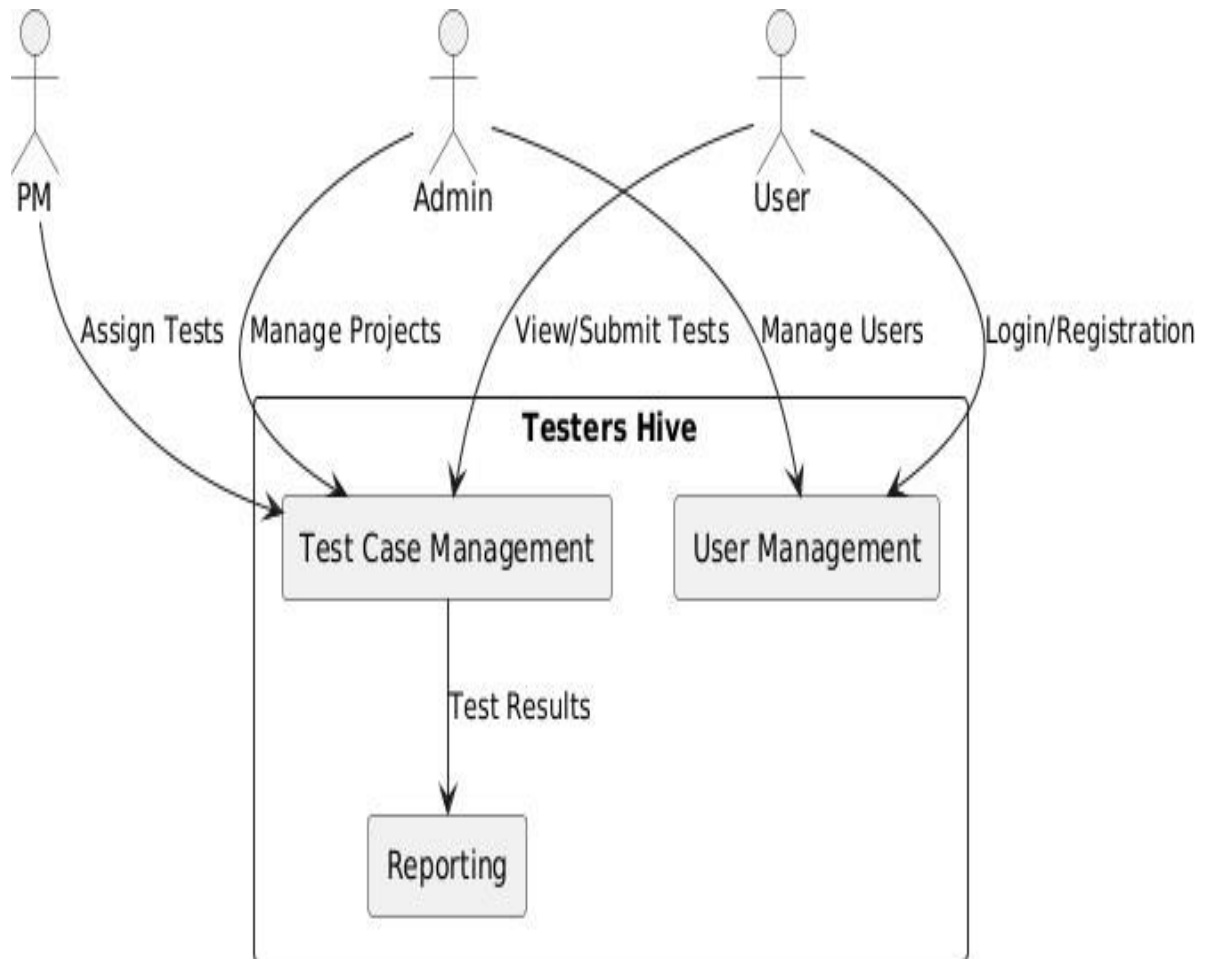 PM
Admin
User
Assign Tests
Manage Projects
View/Submit Tests
Manage Users
Login/Registration
Testers Hive
Test Case Management
User Management
Test Results
Reporting